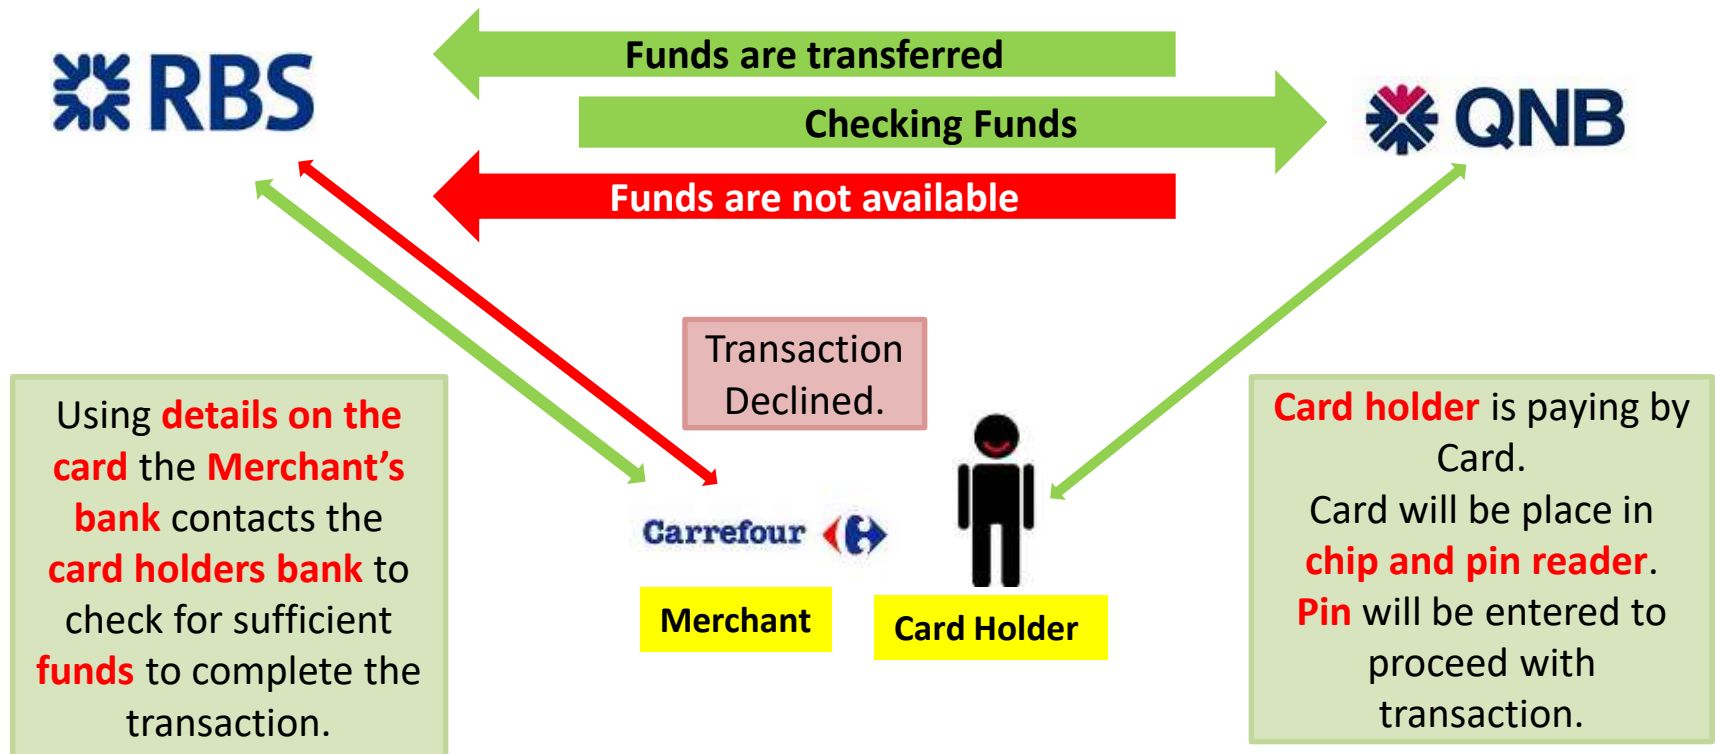 RBS
Funds are transferred
Checking Funds
Funds are not available
QNB
Transaction
Declined.
Using details on the
card the Merchant's
bank contacts the
card holders bank to
check for sufficient
funds to complete the
transaction.
Carrefour
Merchant
Card Holder
Card holder is paying by
Card.
Card will be place in
chip and pin reader.
Pin will be entered to
proceed with
transaction.